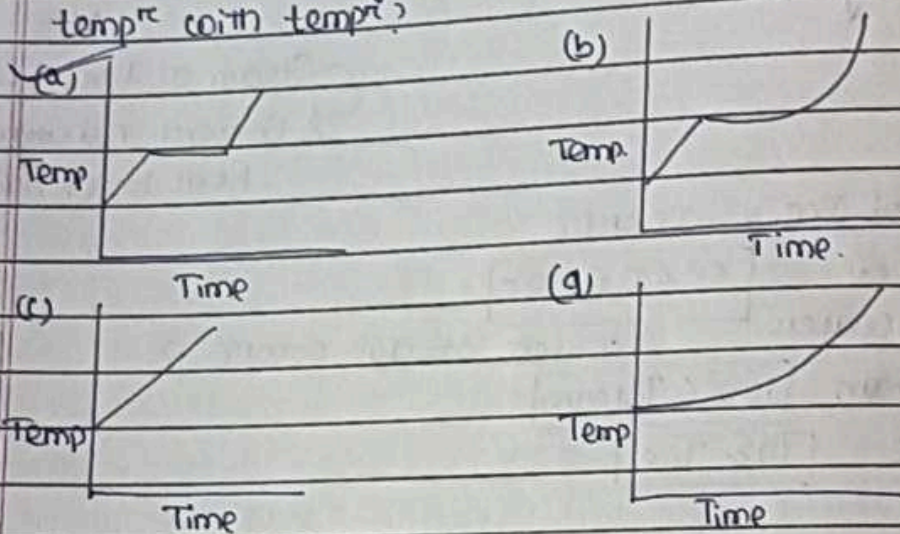 tempʳᵉ with tempʳ?
(a)
(b)
Temp
Temp.
Time
Time.
(c)
(d)
Temp
Temp
Time
Time